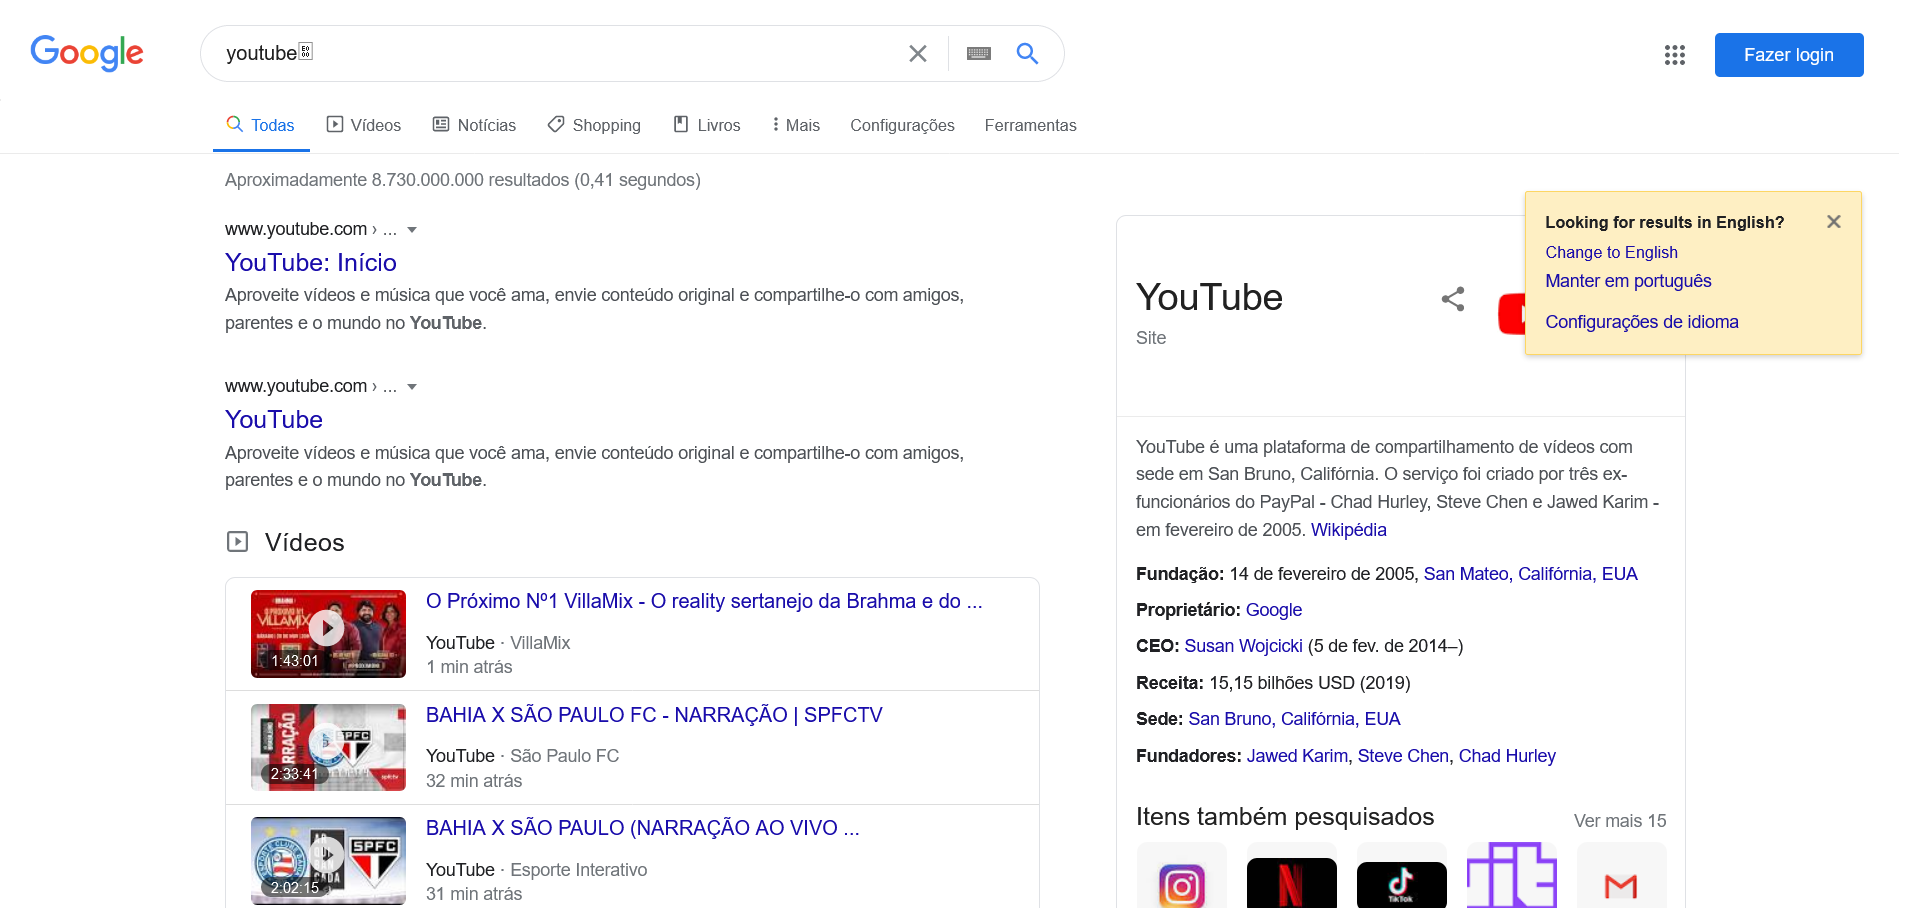 Google
youtube
Fazer login
Todas
Vídeos
Notícias
Shopping
Livros
Mais
Configurações
Ferramentas
Aproximadamente 8.730.000.000 resultados (0,41 segundos)
www.youtube.com › ...
YouTube: Início
Aproveite vídeos e música que você ama, envie conteúdo original e compartilhe-o com amigos,
parentes e o mundo no YouTube.
www.youtube.com › ...
YouTube
Aproveite vídeos e música que você ama, envie conteúdo original e compartilhe-o com amigos,
parentes e o mundo no YouTube.
Vídeos
VILLAMIX
1:43:01
O Próximo Nº1 VillaMix - O reality sertanejo da Brahma e do ...
YouTube · VillaMix
1 min atrás
NARRAÇÃO
SPFC
2:33:41
BAHIA X SÃO PAULO FC - NARRAÇÃO | SPFCTV
YouTube · São Paulo FC
32 min atrás
SPFC
2:02:15
BAHIA X SÃO PAULO (NARRAÇÃO AO VIVO ...
YouTube · Esporte Interativo
31 min atrás
Looking for results in English?
Change to English
Manter em português
Configurações de idioma
YouTube
Site
YouTube é uma plataforma de compartilhamento de vídeos com
sede em San Bruno, Califórnia. O serviço foi criado por três ex-
funcionários do PayPal - Chad Hurley, Steve Chen e Jawed Karim -
em fevereiro de 2005. Wikipédia
Fundação: 14 de fevereiro de 2005, San Mateo, Califórnia, EUA
Proprietário: Google
CEO: Susan Wojcicki (5 de fev. de 2014–)
Receita: 15,15 bilhões USD (2019)
Sede: San Bruno, Califórnia, EUA
Fundadores: Jawed Karim, Steve Chen, Chad Hurley
Itens também pesquisados
Ver mais 15
TikTok